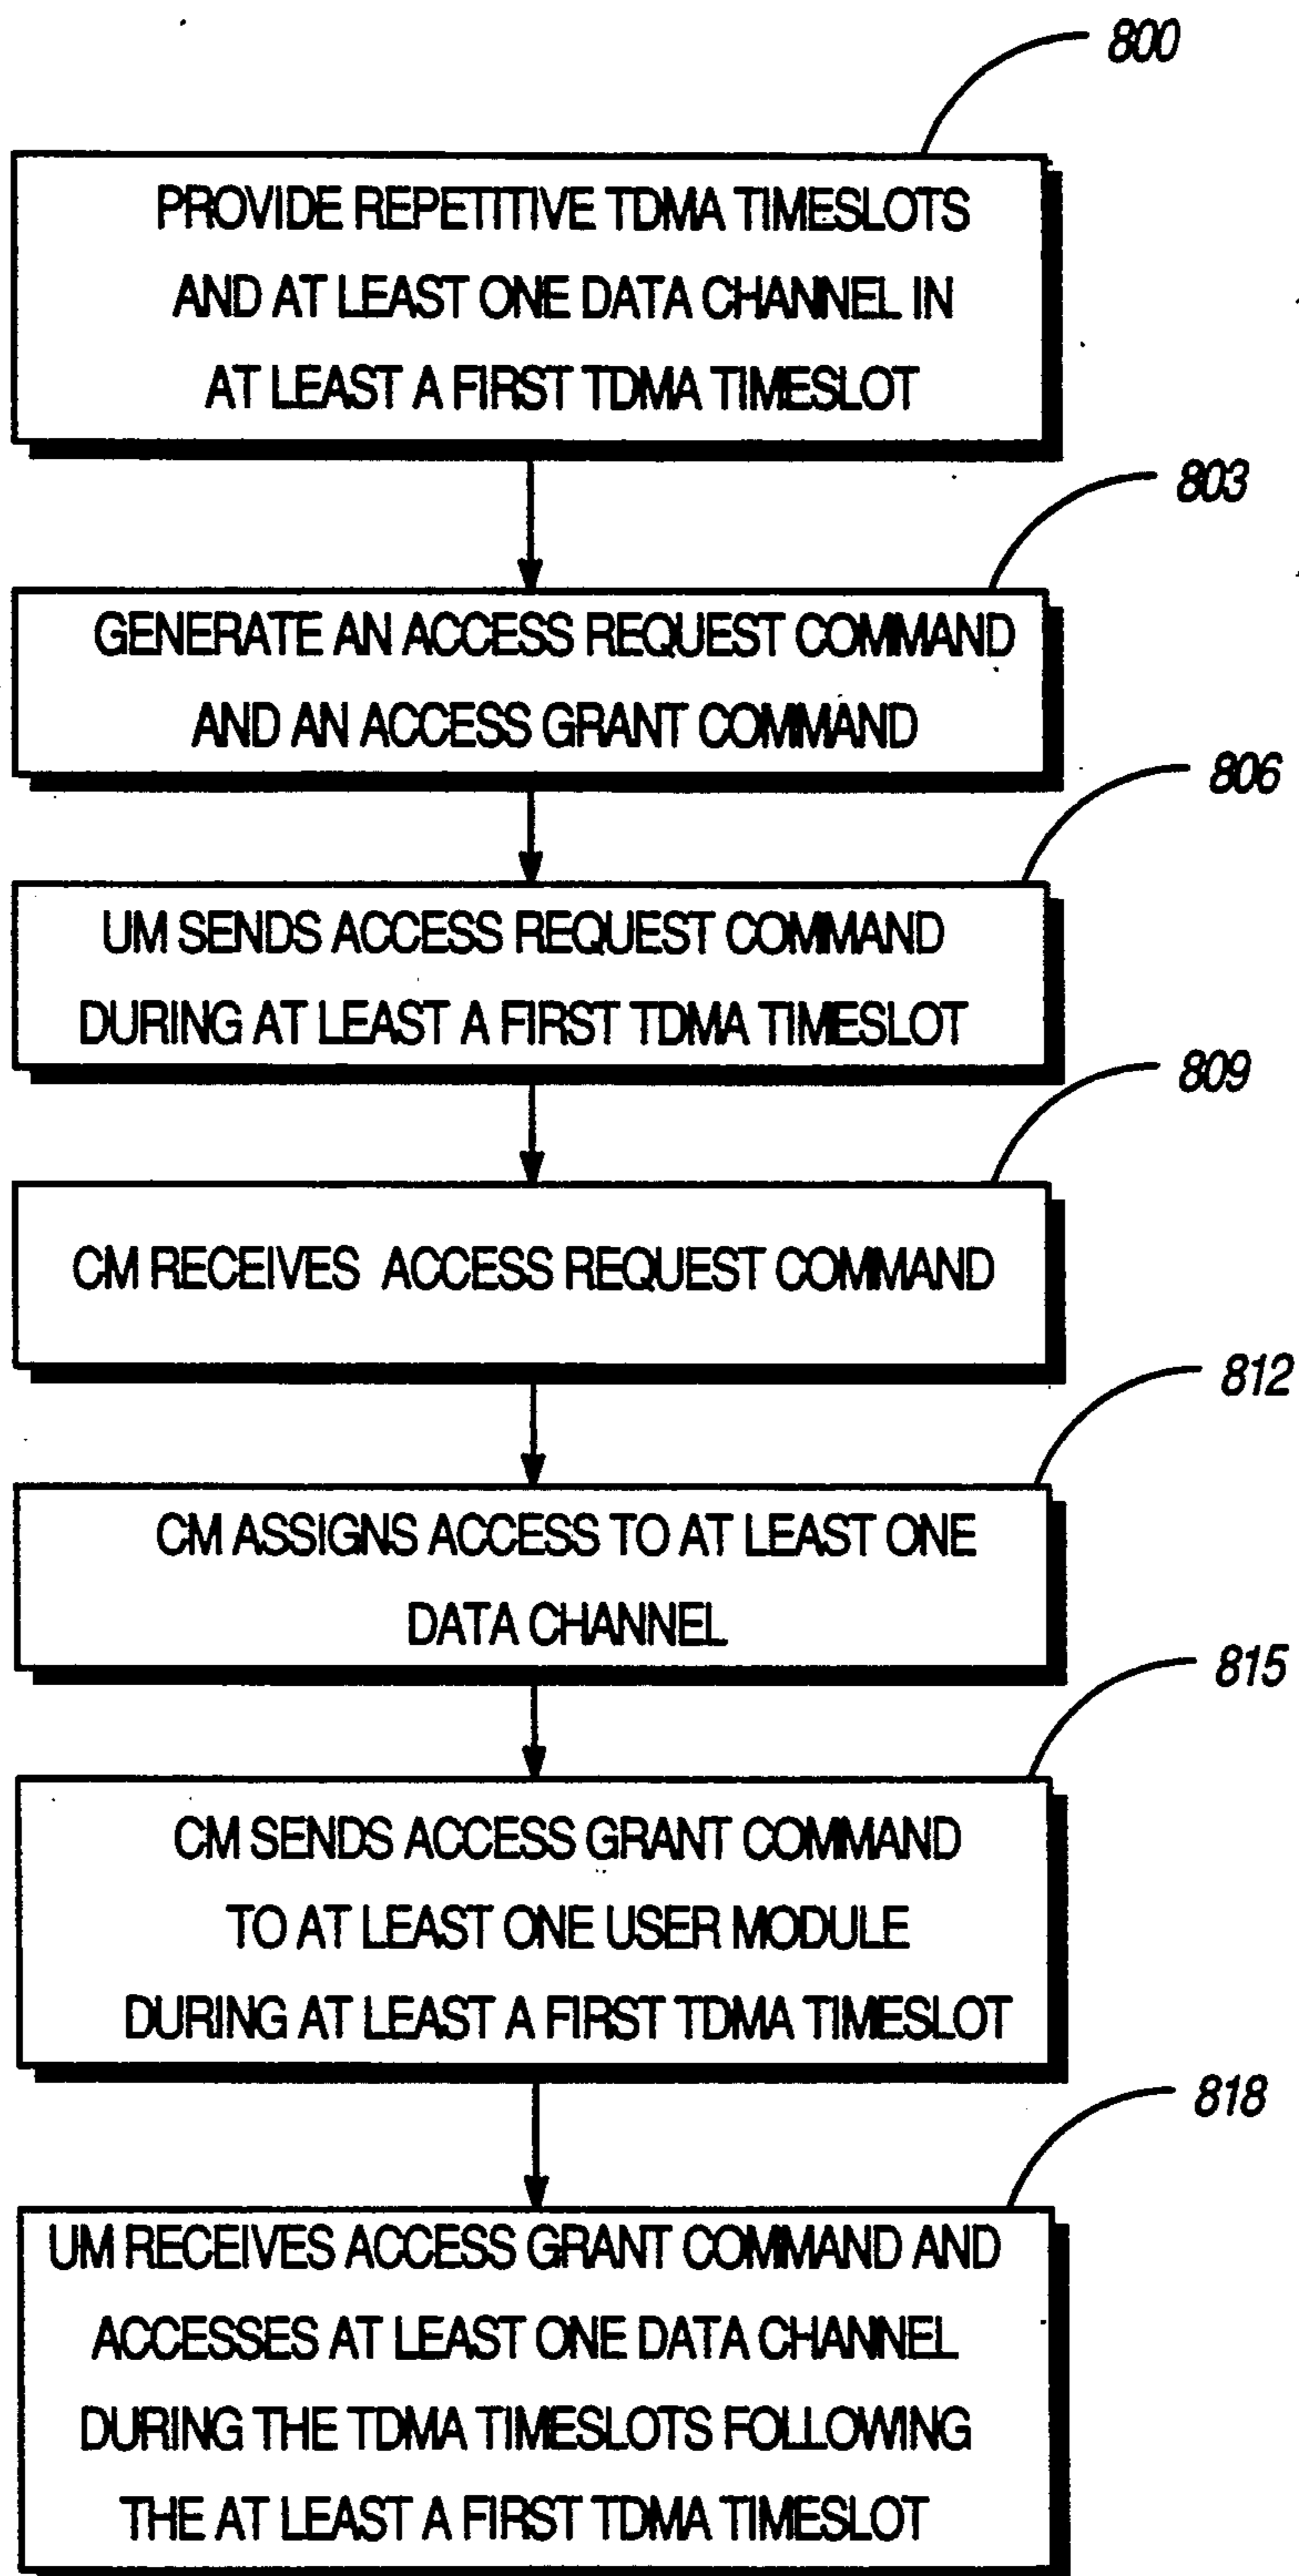 800
PROVIDE REPETITIVE TDMA TIMESLOTS
AND AT LEAST ONE DATA CHANNEL IN
AT LEAST A FIRST TDMA TIMESLOT
803
GENERATE AN ACCESS REQUEST COMMAND
AND AN ACCESS GRANT COMMAND
806
UM SENDS ACCESS REQUEST COMMAND
DURING AT LEAST A FIRST TDMA TIMESLOT
809
CM RECEIVES ACCESS REQUEST COMMAND
812
CM ASSIGNS ACCESS TO AT LEAST ONE
DATA CHANNEL
815
CM SENDS ACCESS GRANT COMMAND
TO AT LEAST ONE USER MODULE
DURING AT LEAST A FIRST TDMA TIMESLOT
818
UM RECEIVES ACCESS GRANT COMMAND AND
ACCESSES AT LEAST ONE DATA CHANNEL
DURING THE TDMA TIMESLOTS FOLLOWING
THE AT LEAST A FIRST TDMA TIMESLOT